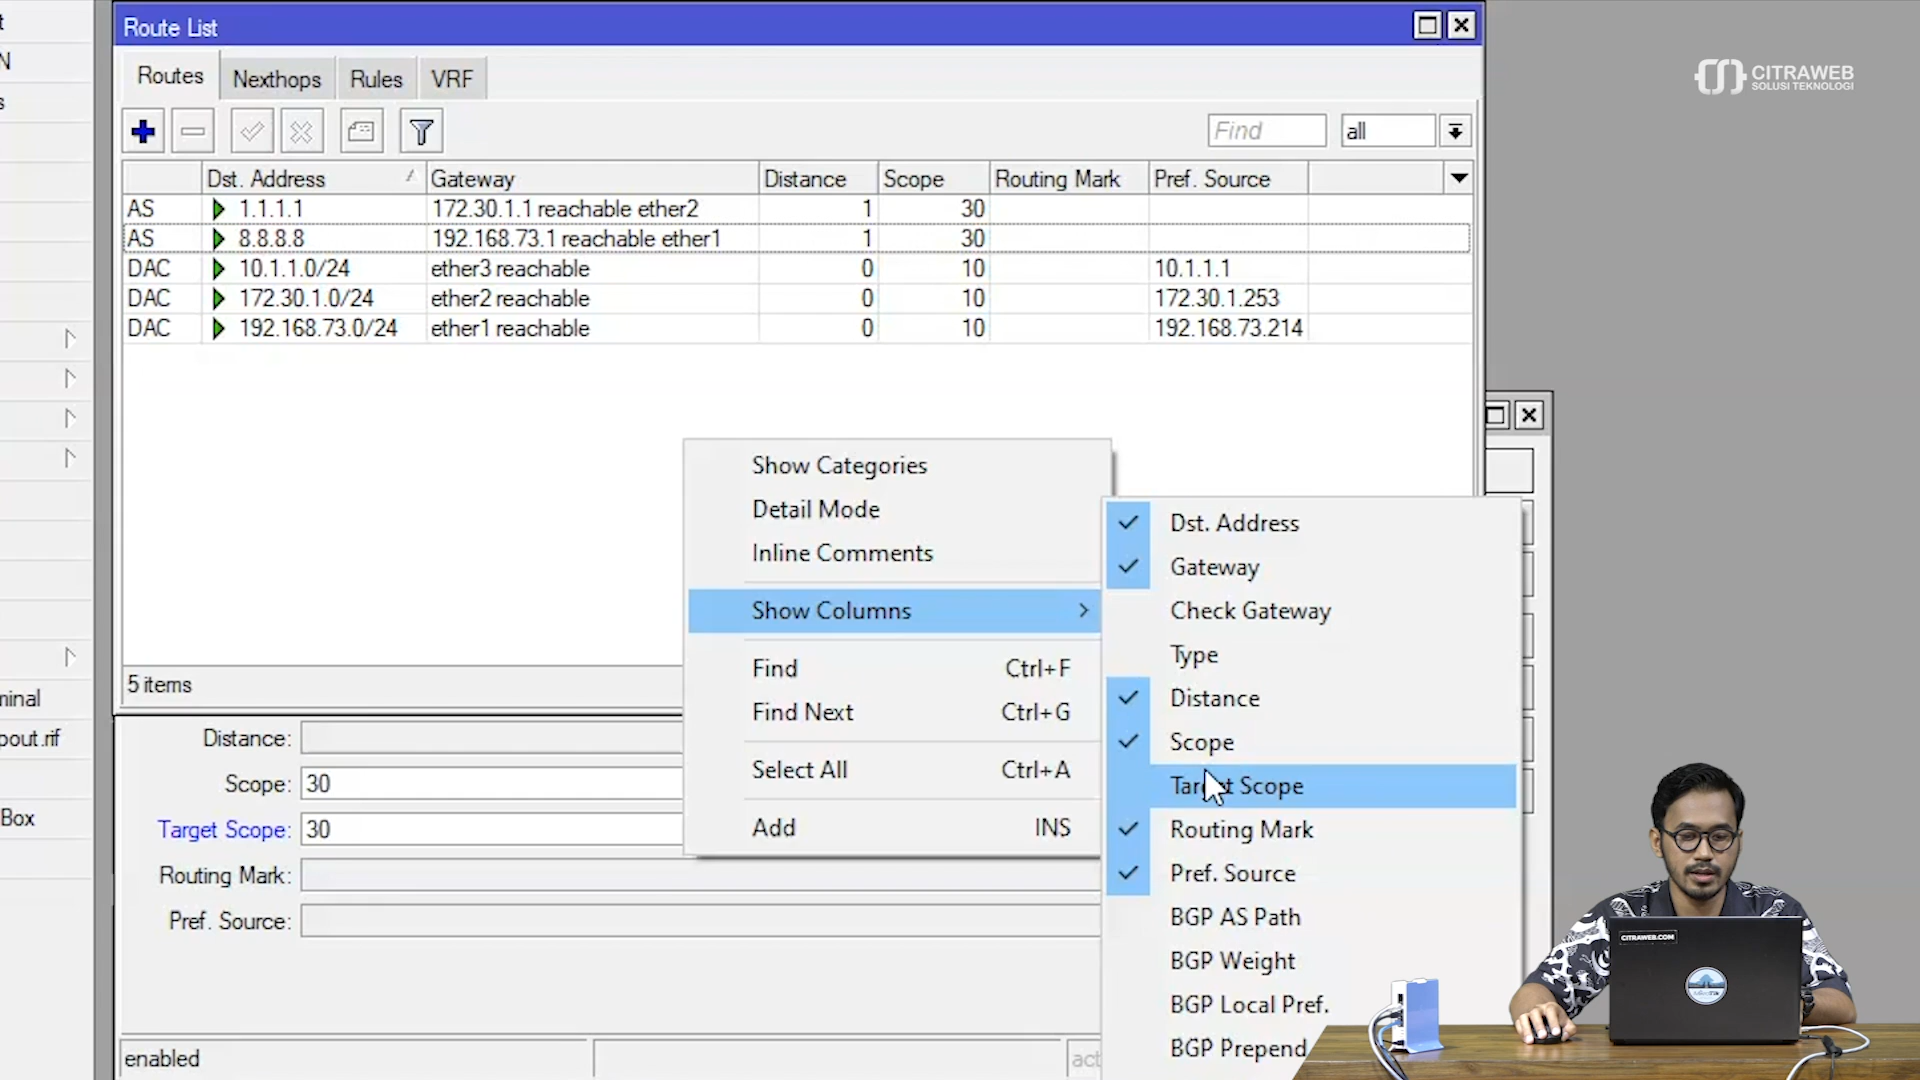 Route List
Routes
Nexthops
Rules
VRF
Find
all
Dst. Address Gateway Distance Scope Routing Mark Pref. Source
AS 1.1.1.1 172.30.1.1 reachable ether2 1 30
AS 8.8.8.8 192.168.73.1 reachable ether1 1 30
DAC 10.1.1.0/24 ether3 reachable 0 10 10.1.1.1
DAC 172.30.1.0/24 ether2 reachable 0 10 172.30.1.253
DAC 192.168.73.0/24 ether1 reachable 0 10 192.168.73.214
5 items
Show Categories
Detail Mode
Inline Comments
Show Columns
Find Ctrl+F
Find Next Ctrl+G
Select All Ctrl+A
Add INS
Dst. Address
Gateway
Check Gateway
Type
Distance
Scope
Target Scope
Routing Mark
Pref. Source
BGP AS Path
BGP Weight
BGP Local Pref.
BGP Prepend
Distance:
Scope: 30
Target Scope: 30
Routing Mark:
Pref. Source:
enabled
act
N
s
minal
pout.rif
Box
CITRAWEB
SOLUSI TEKNOLOGI
CITRAWEB.COM